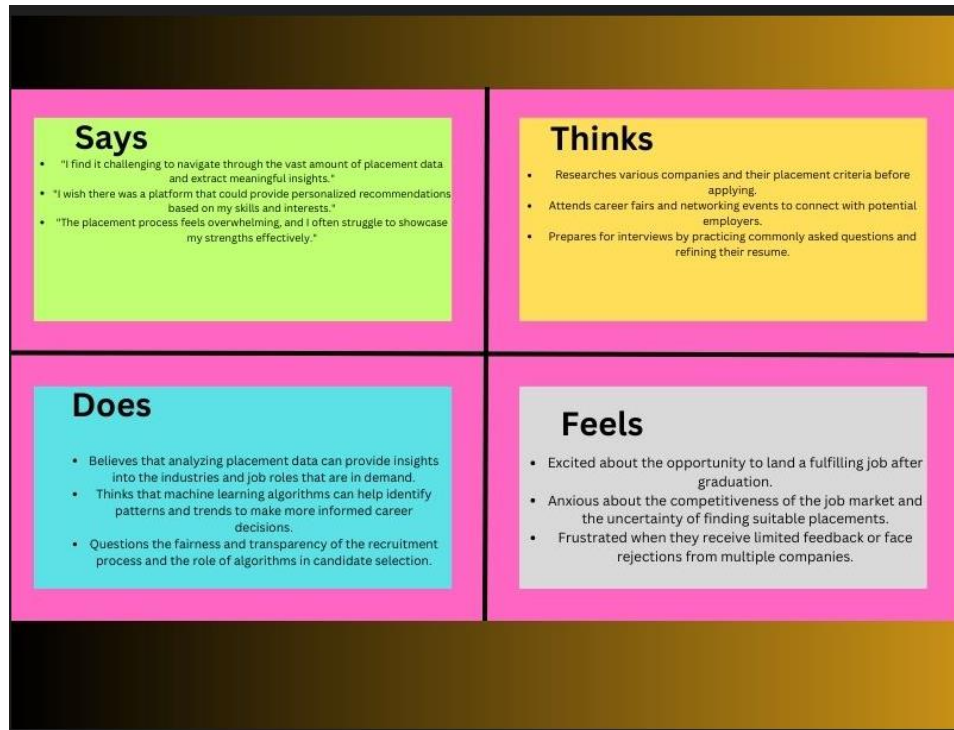 Says
• "I find it challenging to navigate through the vast amount of placement data
and extract meaningful insights."
• "I wish there was a platform that could provide personalized recommendations
based on my skills and interests."
• "The placement process feels overwhelming, and I often struggle to showcase
my strengths effectively."
Thinks
• Researches various companies and their placement criteria before
applying.
• Attends career fairs and networking events to connect with potential
employers.
• Prepares for interviews by practicing commonly asked questions and
refining their resume.
Does
• Believes that analyzing placement data can provide insights
into the industries and job roles that are in demand.
• Thinks that machine learning algorithms can help identify
patterns and trends to make more informed career
decisions.
• Questions the fairness and transparency of the recruitment
process and the role of algorithms in candidate selection.
Feels
• Excited about the opportunity to land a fulfilling job after
graduation.
• Anxious about the competitiveness of the job market and
the uncertainty of finding suitable placements.
• Frustrated when they receive limited feedback or face
rejections from multiple companies.